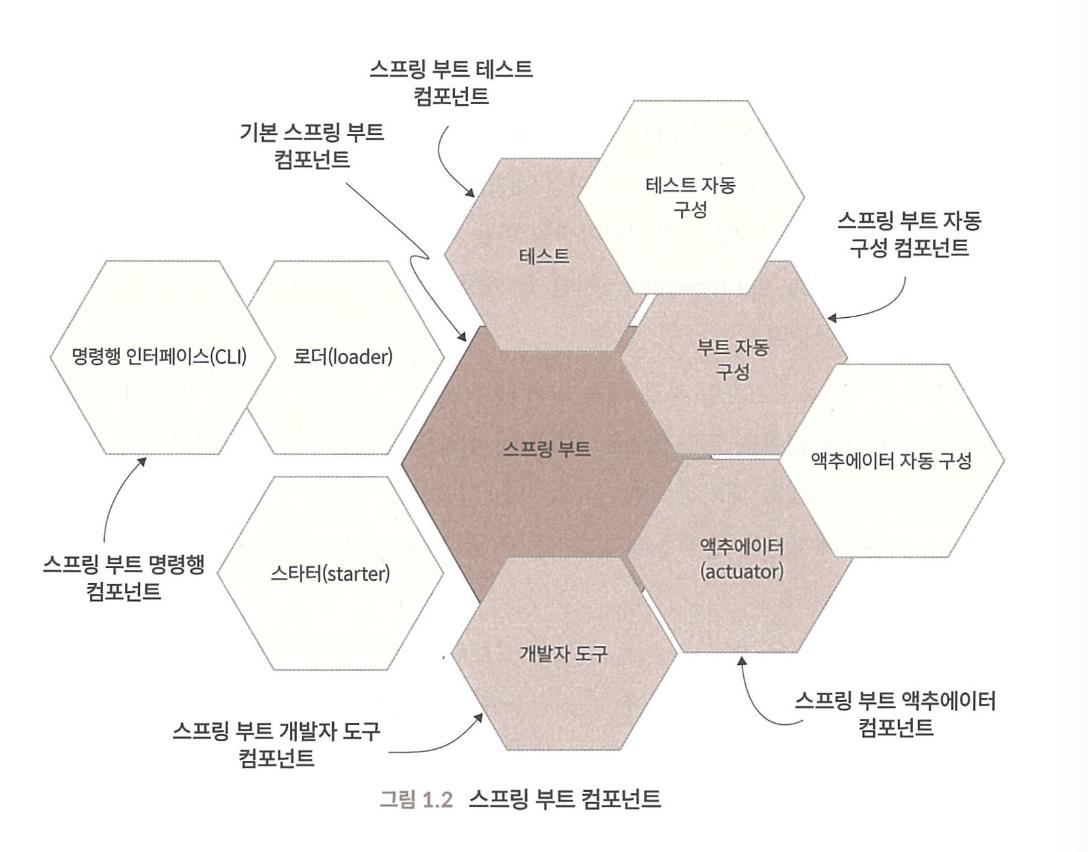 스프링 부트 테스트
컴포넌트
기본 스프링 부트
컴포넌트
테스트 자동
구성
스프링 부트 자동
구성 컴포넌트
테스트
명령행 인터페이스(CLI)
로더(loader)
부트 자동
구성
스프링 부트
액추에이터 자동 구성
스프링 부트 명령행
컴포넌트
스타터(starter)
액추에이터
(actuator)
개발자 도구
스프링 부트 액추에이터
컴포넌트
스프링 부트 개발자 도구
컴포넌트
그림 1.2 스프링 부트 컴포넌트